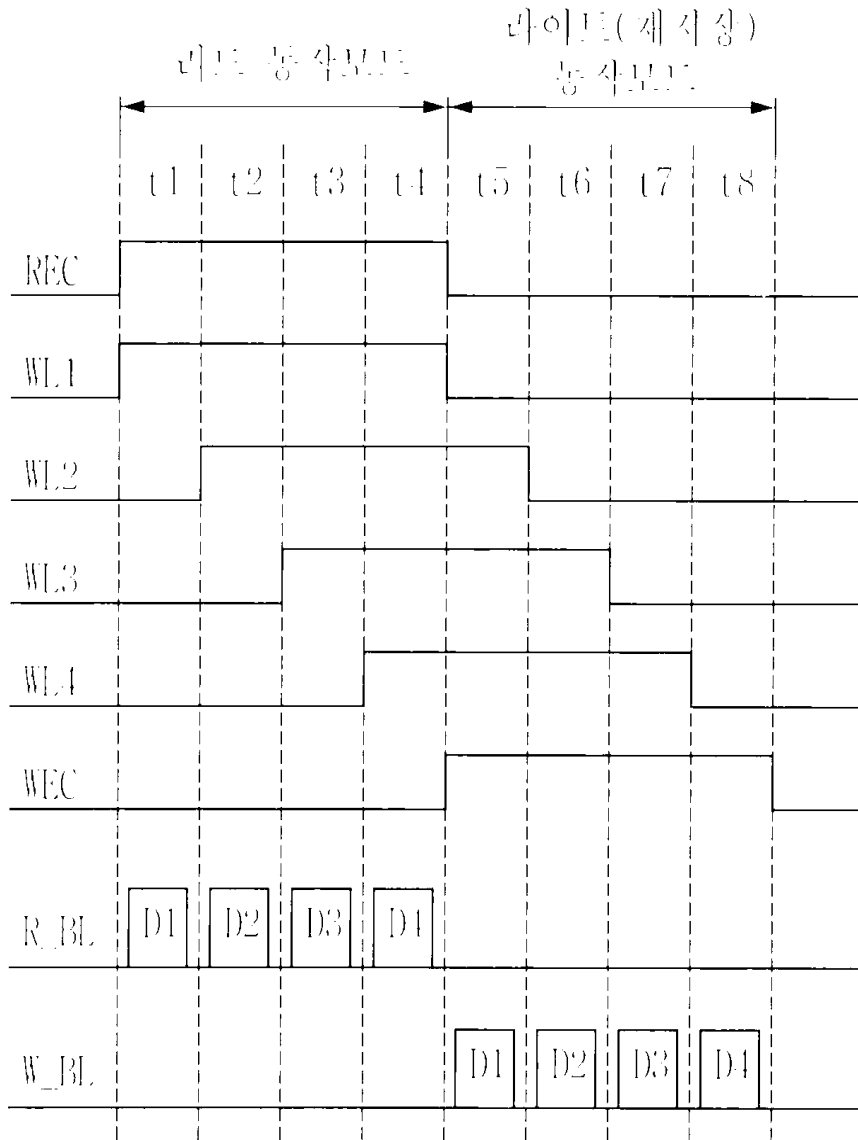 리드 동작모드
라이트(재저장)
동작모드
t1 t2 t3 t4 t5 t6 t7 t8
REC
WL1
WL2
WL3
WL4
WEC
R_BL D1 D2 D3 D4
W_BL D1 D2 D3 D4